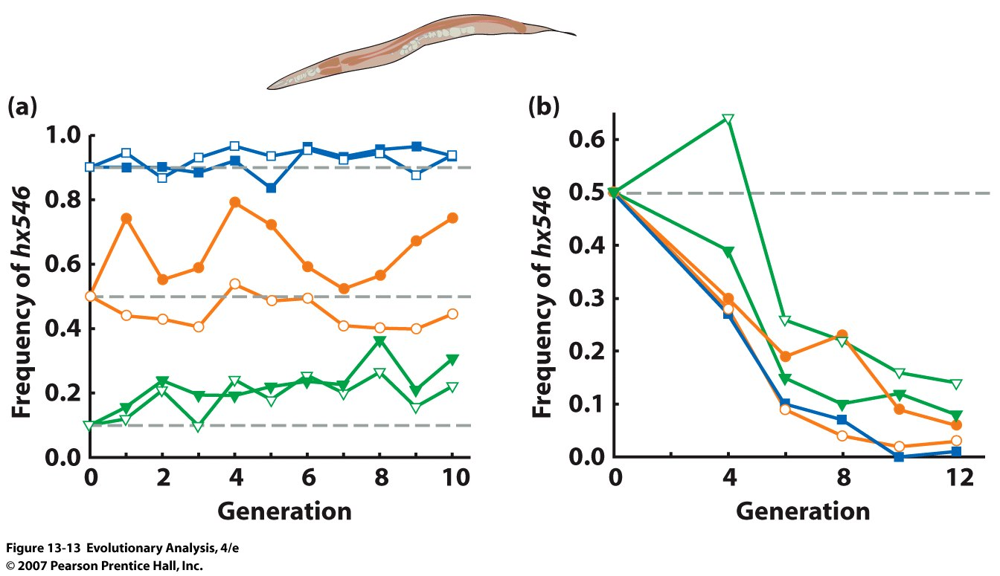 (a)
Frequency of hx546
1.0
0.8
0.6
0.4
0.2
0.0
0 2 4 6 8 10
Generation
(b)
Frequency of hx546
0.6
0.5
0.4
0.3
0.2
0.1
0.0
0 4 8 12
Generation
Figure 13-13 Evolutionary Analysis, 4/e
© 2007 Pearson Prentice Hall, Inc.